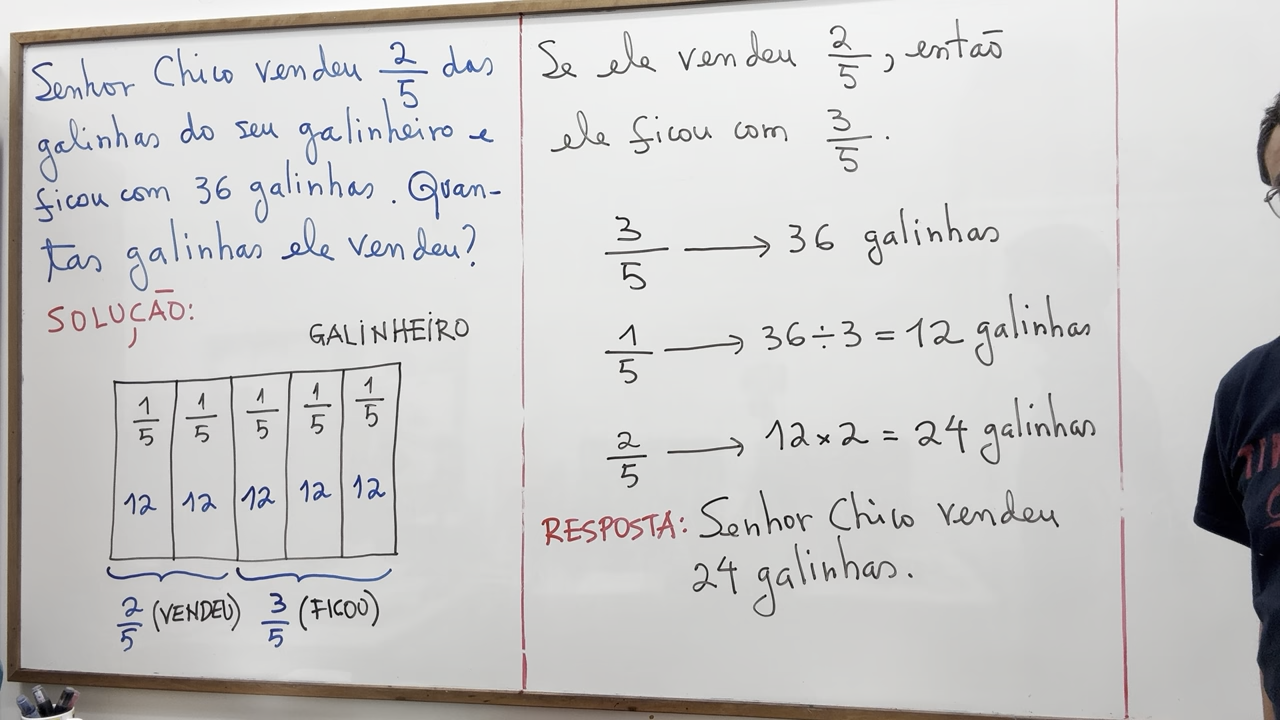 Senhor Chico vendeu 2/5 das
galinhas do seu galinheiro e
ficou com 36 galinhas. Quan-
tas galinhas ele vendeu?
SOLUÇÃO:
GALINHEIRO
1/5 1/5 1/5 1/5 1/5
12 12 12 12 12
2/5 (VENDEU) 3/5 (FICOU)
Se ele vendeu 2/5, então
ele ficou com 3/5.
3/5 → 36 galinhas
1/5 → 36÷3 = 12 galinhas
2/5 → 12×2 = 24 galinhas
RESPOSTA: Senhor Chico vendeu
24 galinhas.